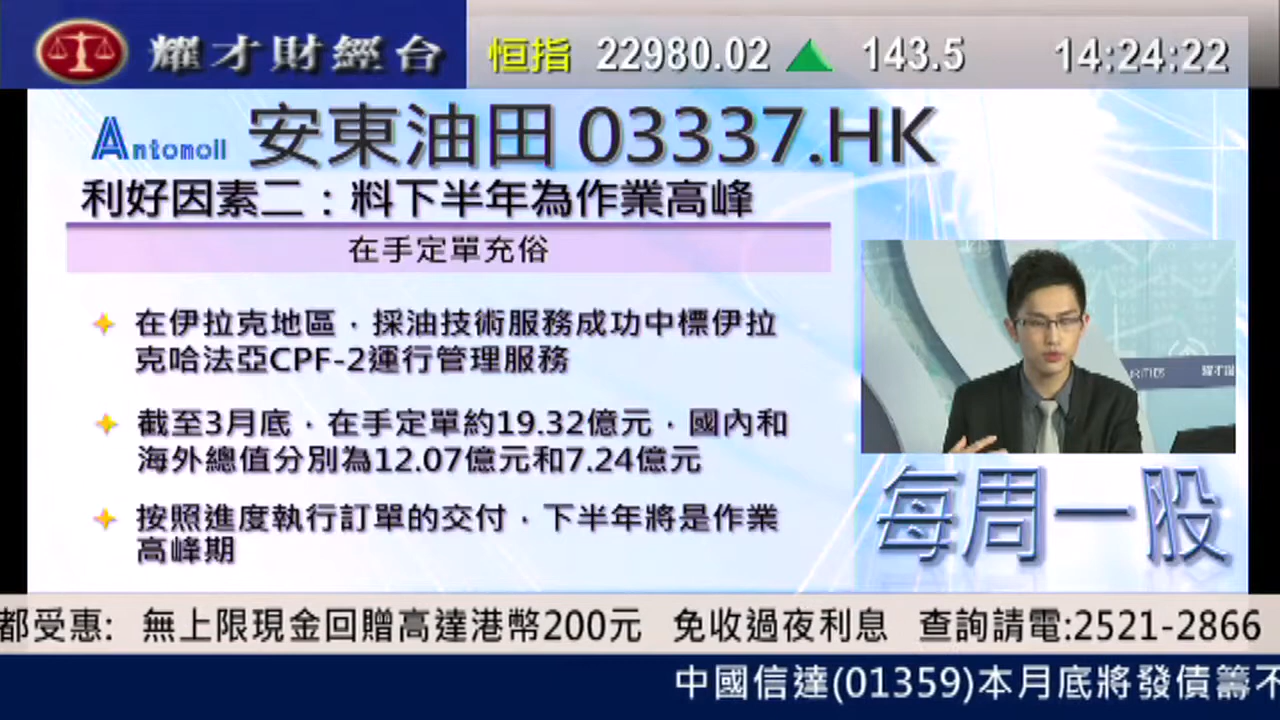 耀才財經台
恒指 22980.02 ▲ 143.5 14:24:22
Antomoil 安東油田 03337.HK
利好因素二：料下半年為作業高峰
在手定單充俗
在伊拉克地區，採油技術服務成功中標伊拉
克哈法亞CPF-2運行管理服務
截至3月底，在手定單約19.32億元，國內和
海外總值分別為12.07億元和7.24億元
按照進度執行訂單的交付，下半年將是作業
高峰期
每周一股
都受惠: 無上限現金回贈高達港幣200元 免收過夜利息 查詢請電:2521-2866
中國信達(01359)本月底將發債籌不